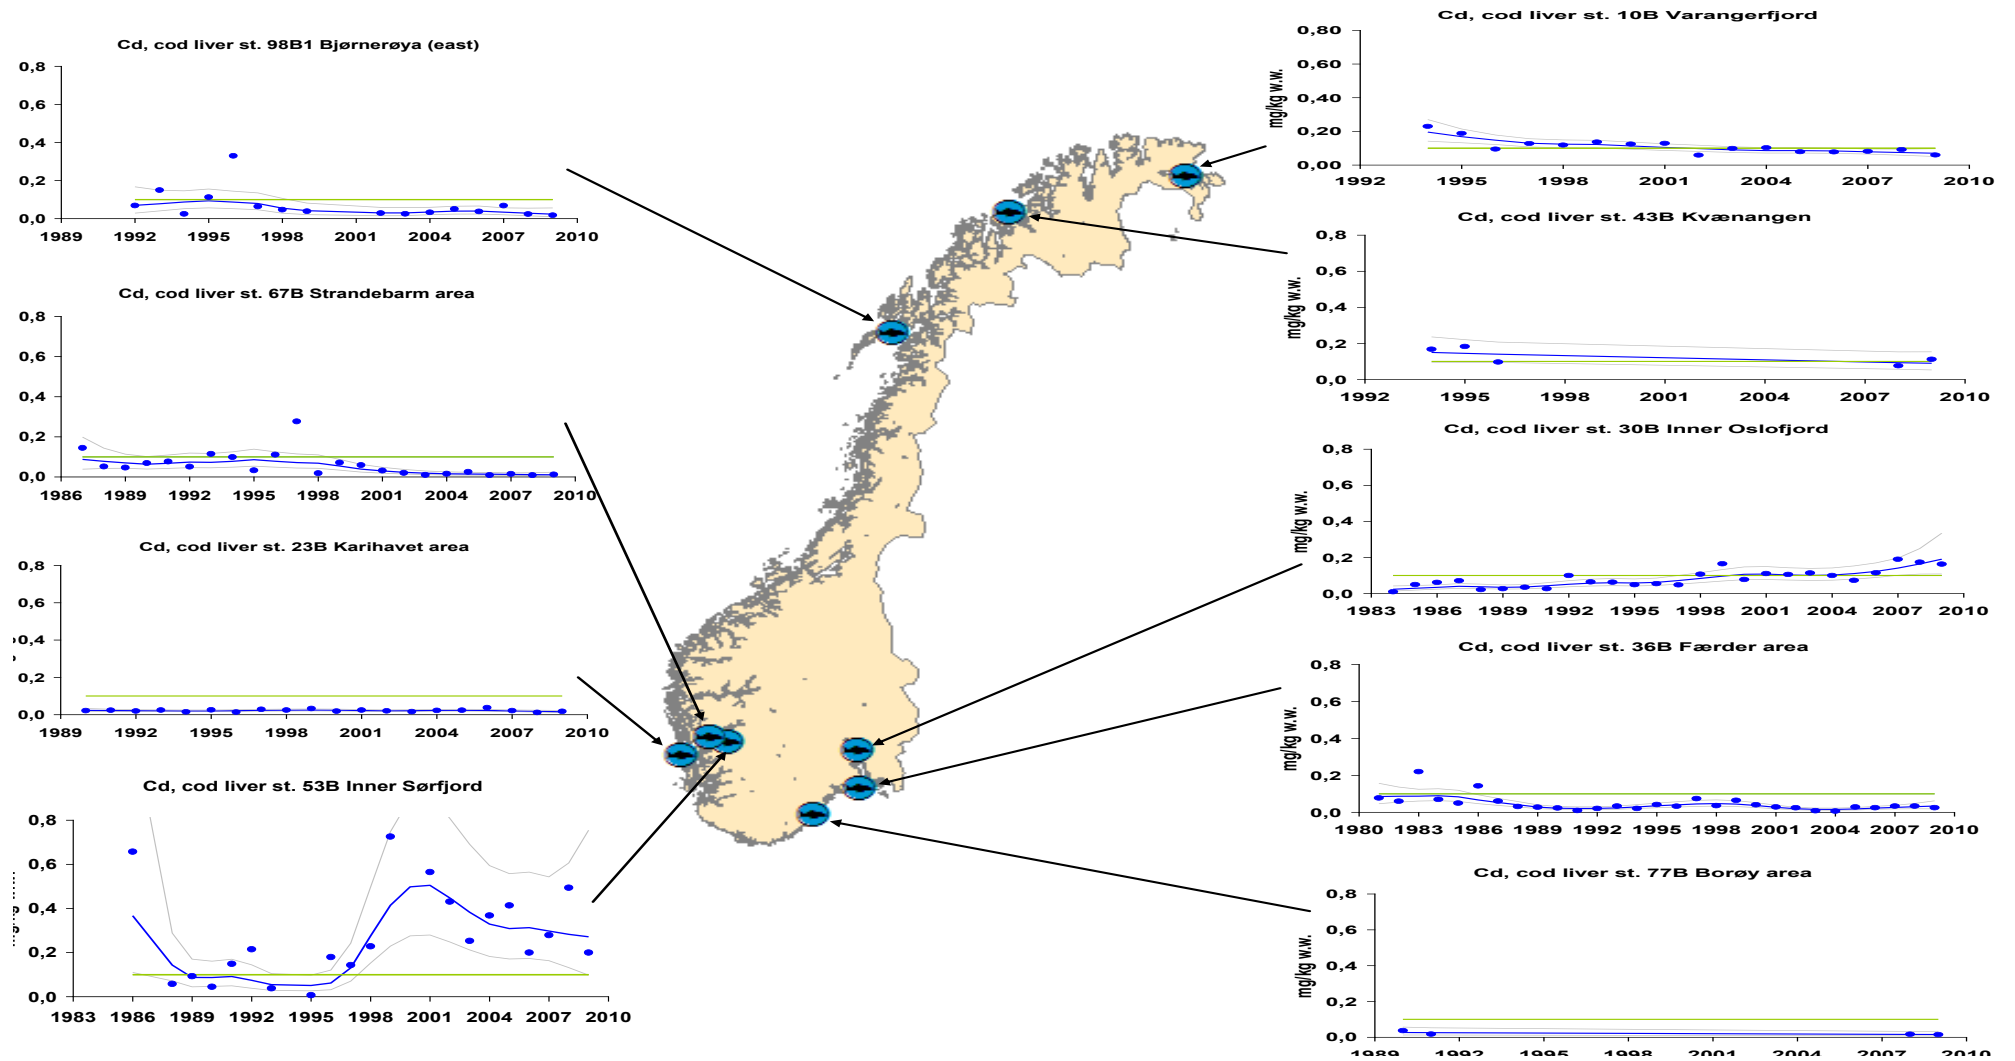 Cd, cod liver st. 98B1 Bjørnerøya (east)
0,8
0,6
0,4
0,2
0,0
1989 1992 1995 1998 2001 2004 2007 2010
Cd, cod liver st. 67B Strandebarm area
0,8
0,6
0,4
0,2
0,0
1986 1989 1992 1995 1998 2001 2004 2007 2010
Cd, cod liver st. 23B Karihavet area
0,8
0,6
0,4
0,2
0,0
1989 1992 1995 1998 2001 2004 2007 2010
Cd, cod liver st. 53B Inner Sørfjord
0,8
0,6
0,4
0,2
0,0
1983 1986 1989 1992 1995 1998 2001 2004 2007 2010
Cd, cod liver st. 10B Varangerfjord
mg/kg w.w.
0,80
0,60
0,40
0,20
0,00
1992 1995 1998 2001 2004 2007 2010
Cd, cod liver st. 43B Kvænangen
mg/kg w.w.
0,8
0,6
0,4
0,2
0,0
1992 1995 1998 2001 2004 2007 2010
Cd, cod liver st. 30B Inner Oslofjord
mg/kg w.w.
0,8
0,6
0,4
0,2
0,0
1983 1986 1989 1992 1995 1998 2001 2004 2007 2010
Cd, cod liver st. 36B Færder area
mg/kg w.w.
0,8
0,6
0,4
0,2
0,0
1980 1983 1986 1989 1992 1995 1998 2001 2004 2007 2010
Cd, cod liver st. 77B Borøy area
mg/kg w.w.
0,8
0,6
0,4
0,2
0,0
1989 1992 1995 1998 2001 2004 2007 2010